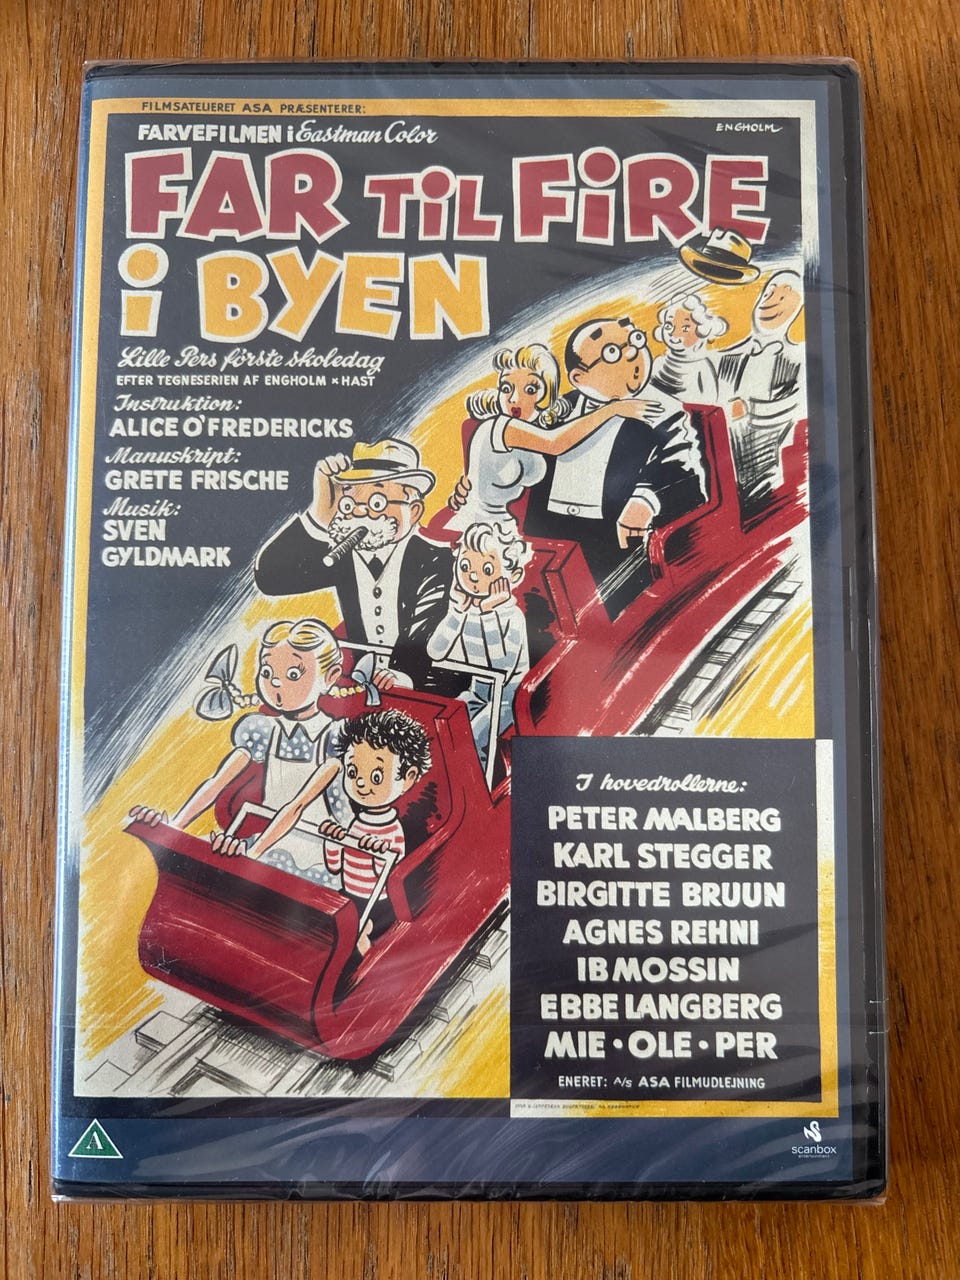 FILMSATELIERET ASA PRÆSENTERER:
FARVEFILMEN i Eastman Color
ENGHOLM
FAR TiL FiRE
i BYEN
Lille Pers første skoledag
EFTER TEGNESERIEN AF ENGHOLM × HAST
Instruktion:
ALICE O'FREDERICKS
Manuskript:
GRETE FRISCHE
Musik:
SVEN
GYLDMARK
I hovedrollerne:
PETER MALBERG
KARL STEGGER
BIRGITTE BRUUN
AGNES REHNI
IB MOSSIN
EBBE LANGBERG
MIE • OLE • PER
ENERET: A/S ASA FILMUDLEJNING
A
scanbox
entertainment